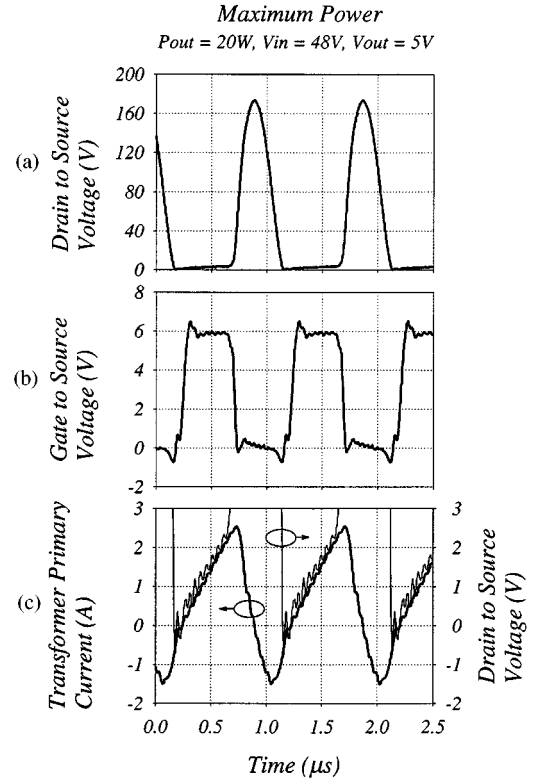 Maximum Power
Pout = 20W, Vin = 48V, Vout = 5V
(a)
Drain to Source
Voltage (V)
200
160
120
80
40
0
(b)
Gate to Source
Voltage (V)
8
6
4
2
0
-2
(c)
Transformer Primary
Current (A)
3
2
1
0
-1
-2
3
2
1
0
-1
-2
Drain to Source
Voltage (V)
0.0 0.5 1.0 1.5 2.0 2.5
Time (µs)